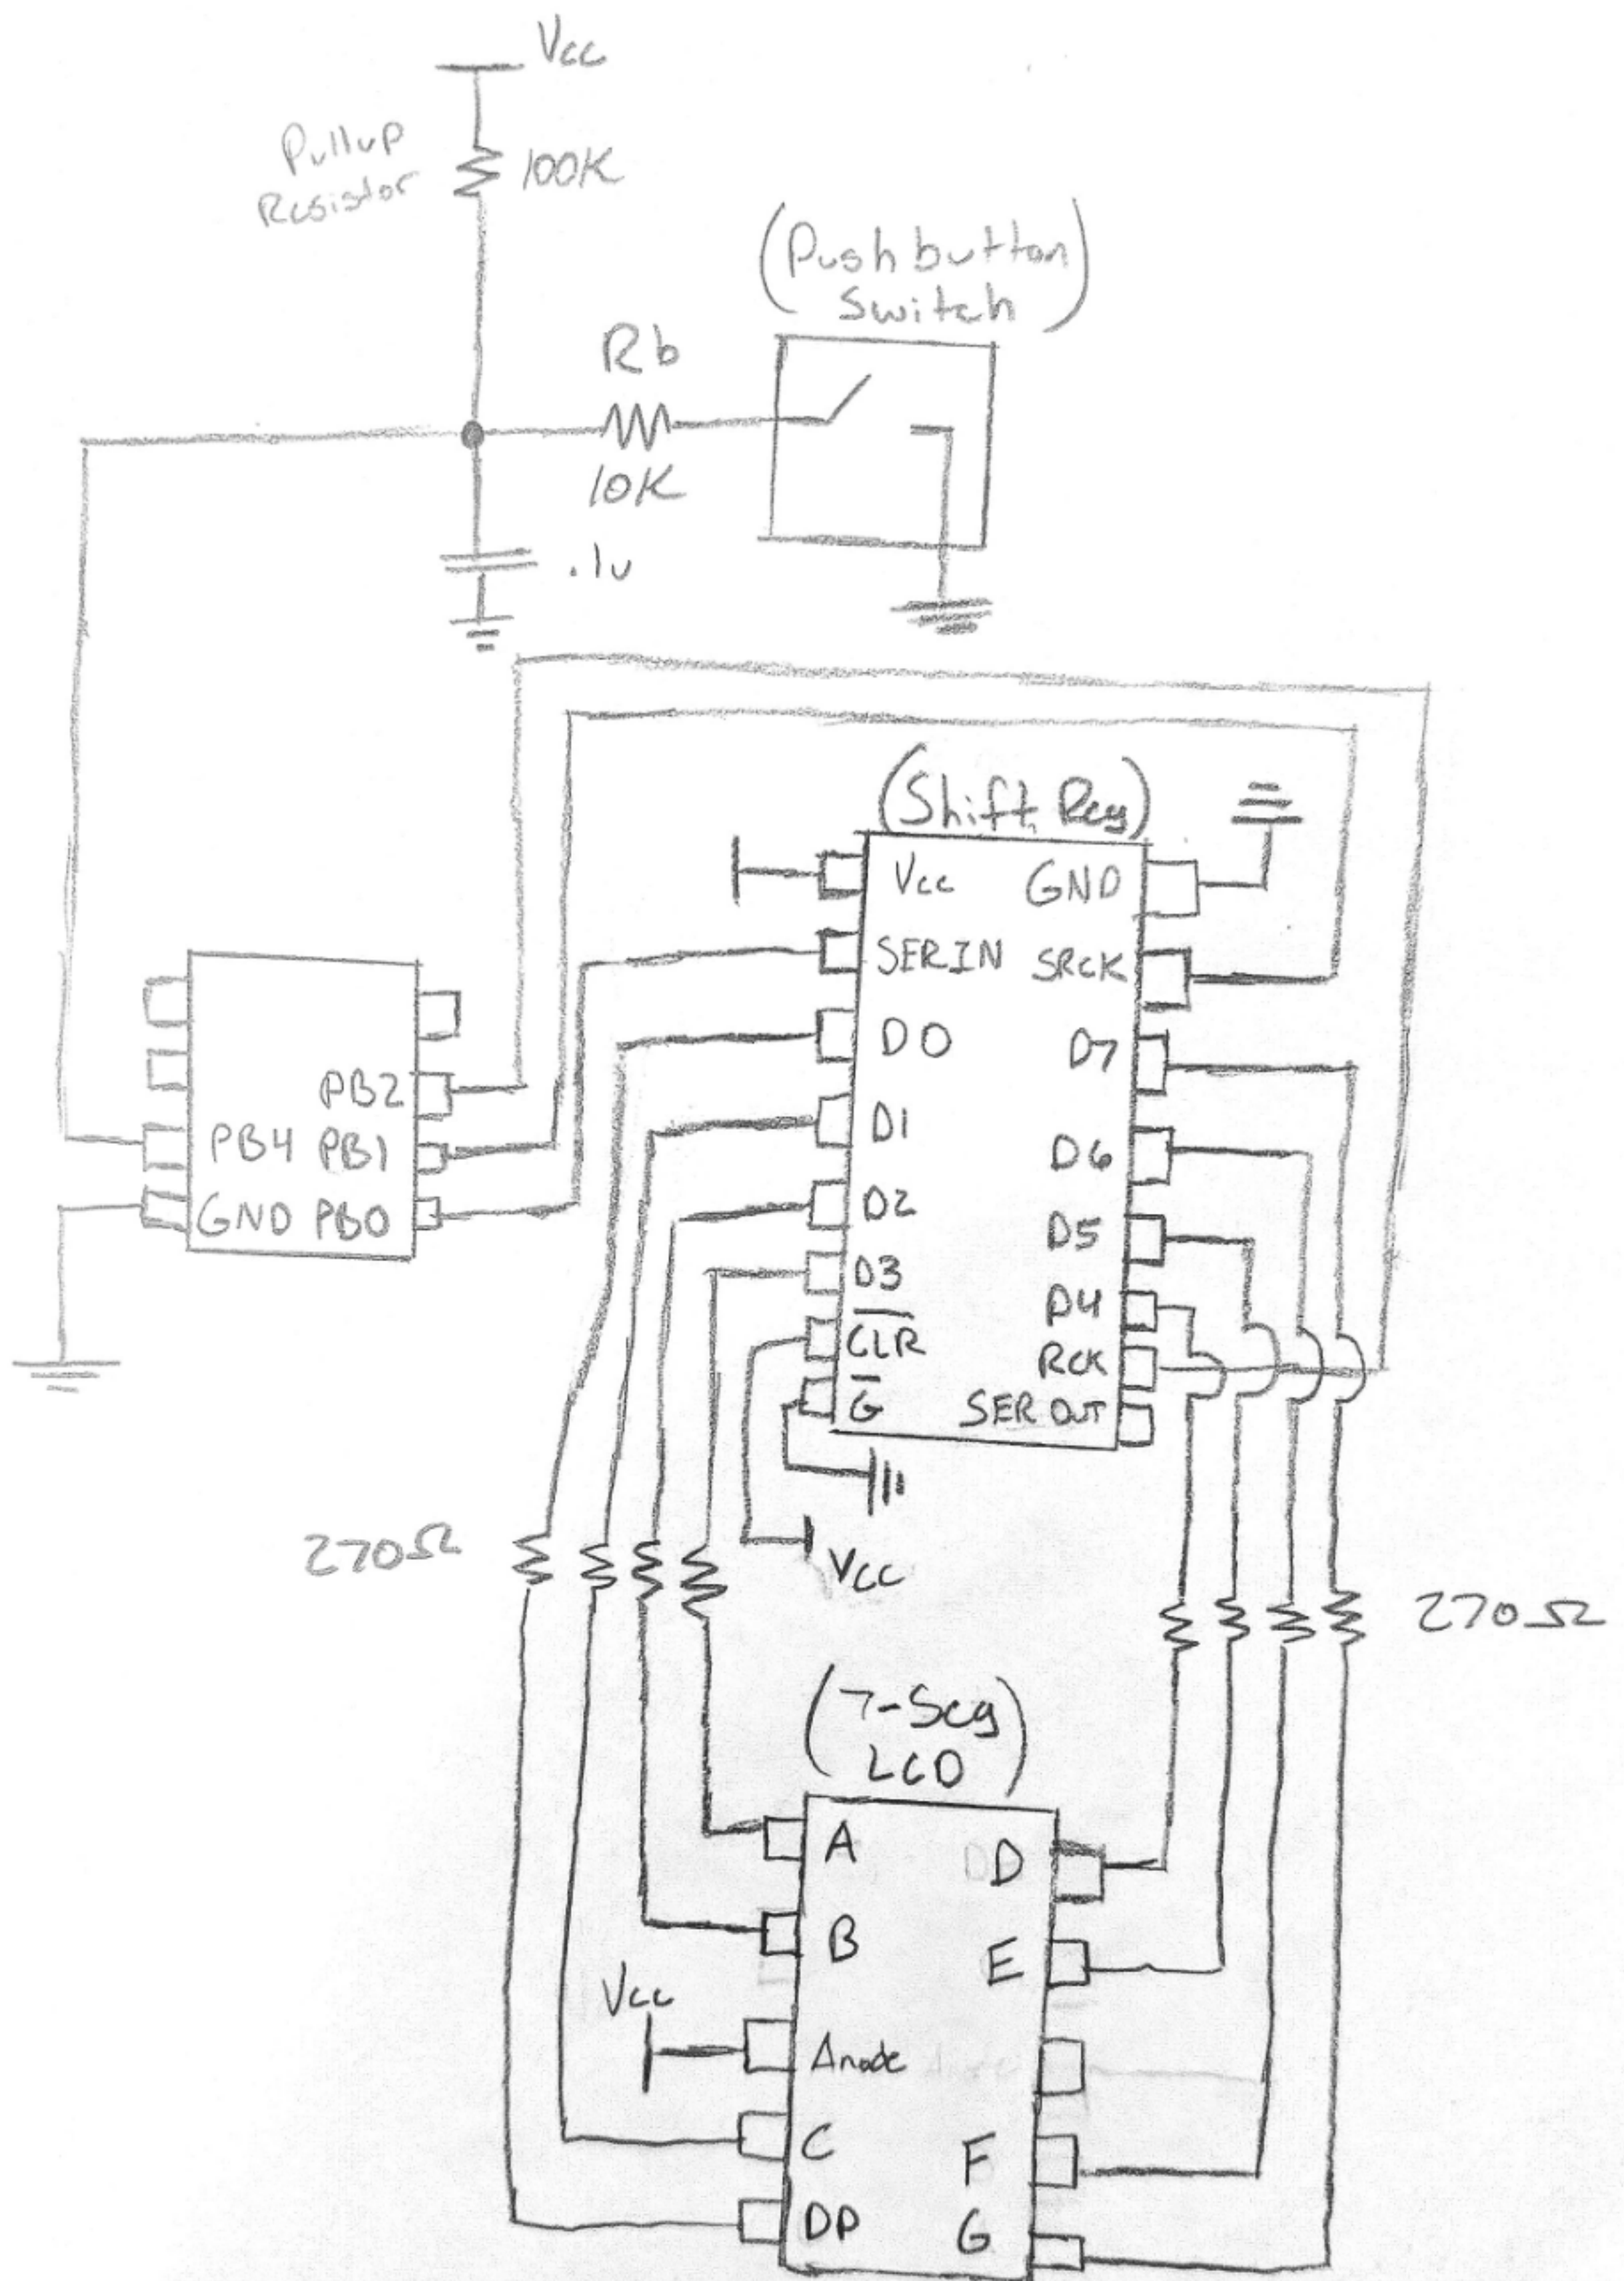 Vcc
Pullup
Resistor
100K
(Pushbutton
Switch)
Rb
10K
.1u
(Shift Reg)
Vcc GND
SERIN SRCK
D0 D7
D1 D6
D2 D5
D3 D4
CLR RCK
G SER OUT
PB2
PB4 PB1
GND PB0
Vcc
270Ω
270Ω
(7-Seg
LCD)
A D
B E
Vcc
Anode
C F
DP G